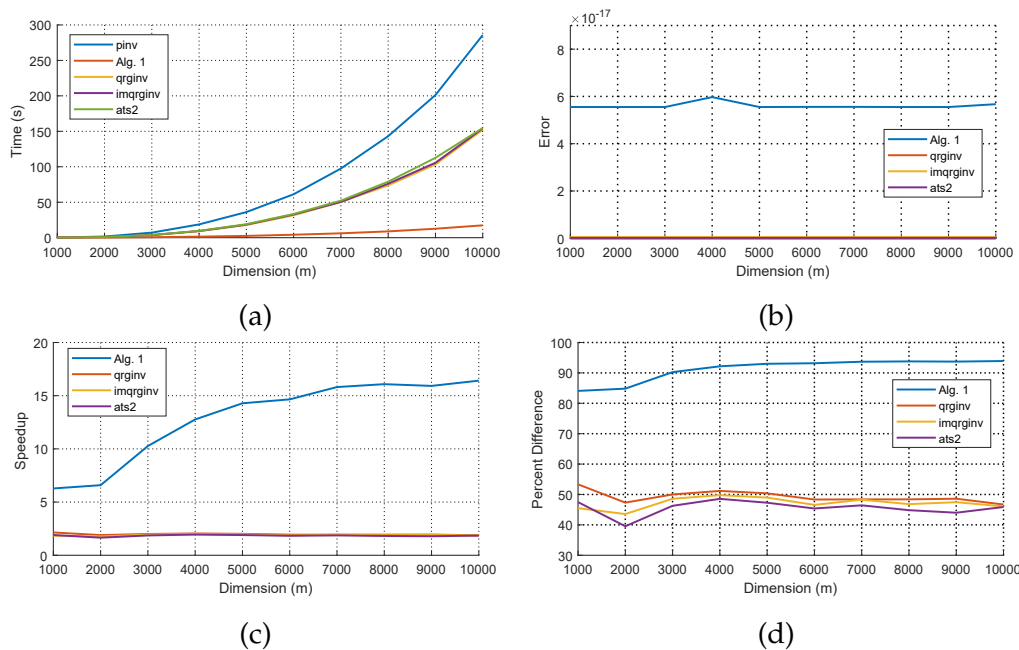 300
250
200
150
100
50
0
Time (s)
pinv
Alg. 1
qrginv
imqrginv
ats2
1000 2000 3000 4000 5000 6000 7000 8000 9000 10000
Dimension (m)
(a)
× 10⁻¹⁷
8
6
4
2
0
Error
Alg. 1
qrginv
imqrginv
ats2
1000 2000 3000 4000 5000 6000 7000 8000 9000 10000
Dimension (m)
(b)
20
15
10
5
0
Speedup
Alg. 1
qrginv
imqrginv
ats2
1000 2000 3000 4000 5000 6000 7000 8000 9000 10000
Dimension (m)
(c)
100
90
80
70
60
50
40
30
Percent Difference
Alg. 1
qrginv
imqrginv
ats2
1000 2000 3000 4000 5000 6000 7000 8000 9000 10000
Dimension (m)
(d)